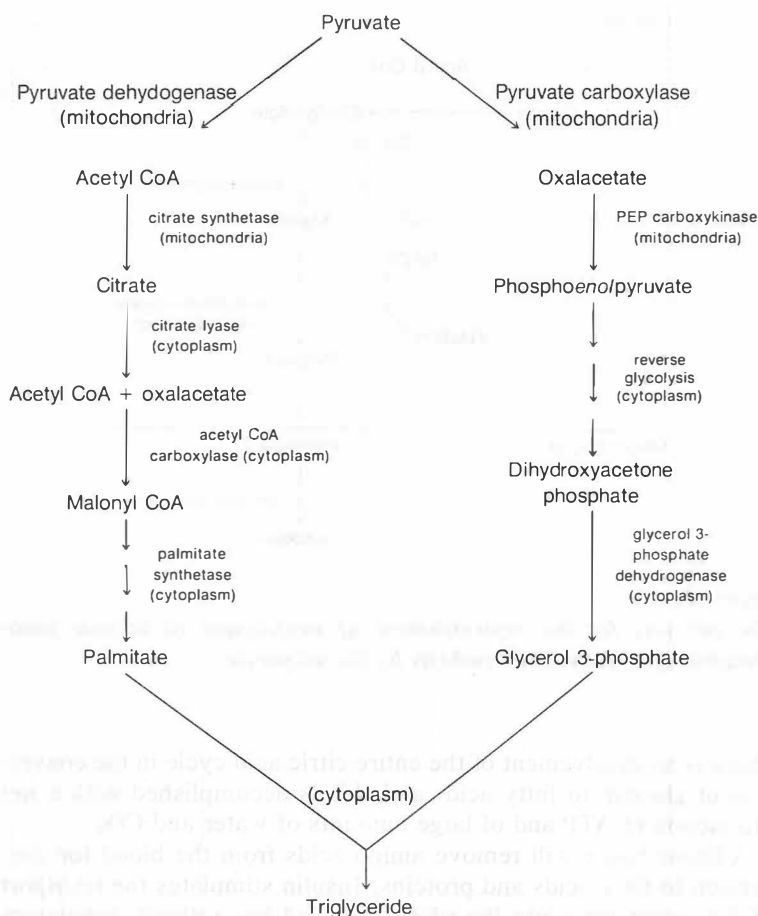 Pyruvate
Pyruvate dehydogenase
(mitochondria)
Pyruvate carboxylase
(mitochondria)
Acetyl CoA
Oxalacetate
citrate synthetase
(mitochondria)
PEP carboxykinase
(mitochondria)
Citrate
Phosphoenolpyruvate
citrate lyase
(cytoplasm)
reverse
glycolysis
(cytoplasm)
Acetyl CoA + oxalacetate
acetyl CoA
carboxylase (cytoplasm)
Dihydroxyacetone
phosphate
Malonyl CoA
palmitate
synthetase
(cytoplasm)
glycerol 3-
phosphate
dehydrogenase
(cytoplasm)
Palmitate
Glycerol 3-phosphate
(cytoplasm)
Triglyceride